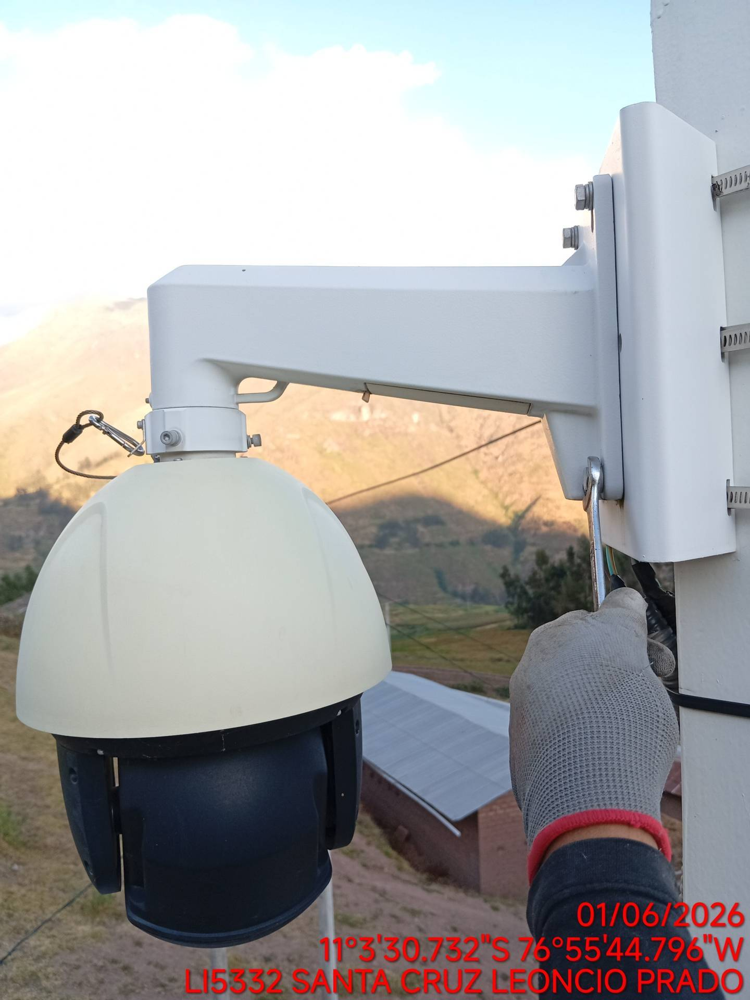 01/06/2026
11°3'30.732"S 76°55'44.796"W
LI5332 SANTA CRUZ LEONCIO PRADO